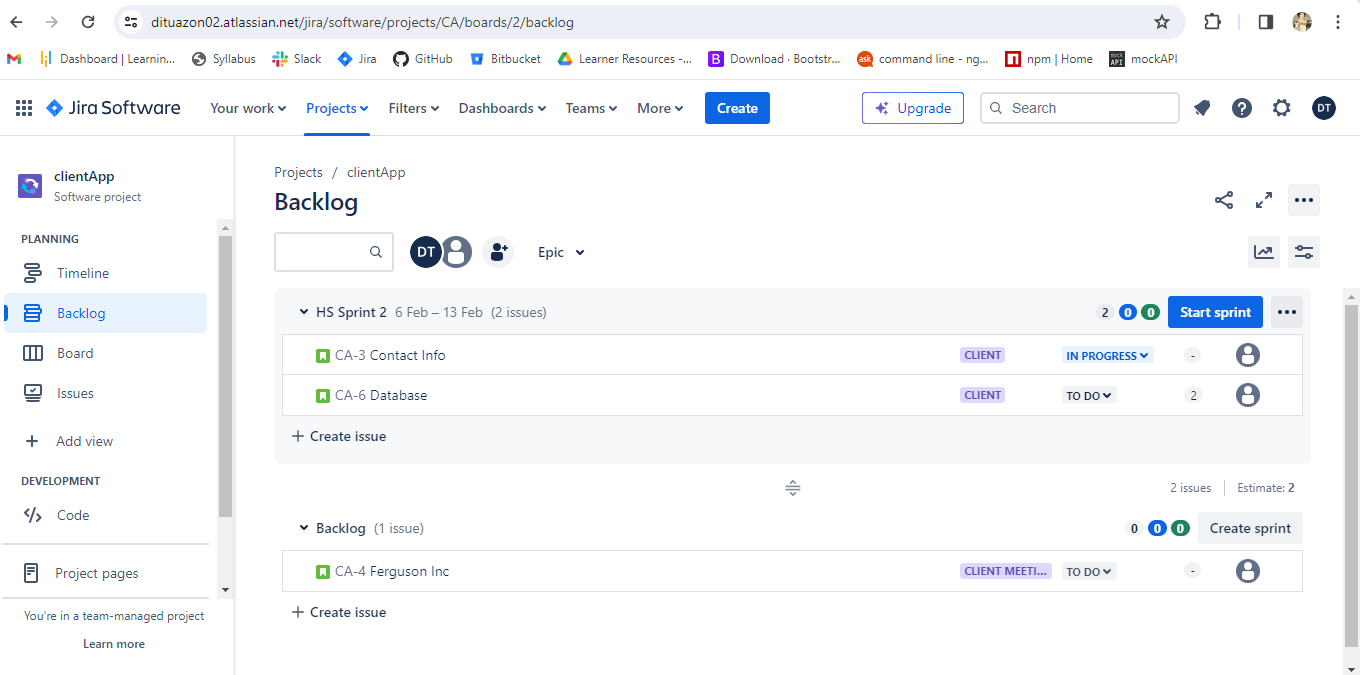 dituazon02.atlassian.net/jira/software/projects/CA/boards/2/backlog
Dashboard | Learnin... Syllabus Slack Jira GitHub Bitbucket Learner Resources -... Download · Bootstr... ask command line - ng... npm | Home mock API mockAPI
Jira Software Your work Projects Filters Dashboards Teams More Create Upgrade Search DT
clientApp
Software project
PLANNING
Timeline
Backlog
Board
Issues
Add view
DEVELOPMENT
Code
Project pages
You're in a team-managed project
Learn more
Projects / clientApp
Backlog
DT Epic
HS Sprint 2 6 Feb – 13 Feb (2 issues) 2 0 0 Start sprint
CA-3 Contact Info CLIENT IN PROGRESS -
CA-6 Database CLIENT TO DO 2
+ Create issue
2 issues Estimate: 2
Backlog (1 issue) 0 0 0 Create sprint
CA-4 Ferguson Inc CLIENT MEETI... TO DO -
+ Create issue